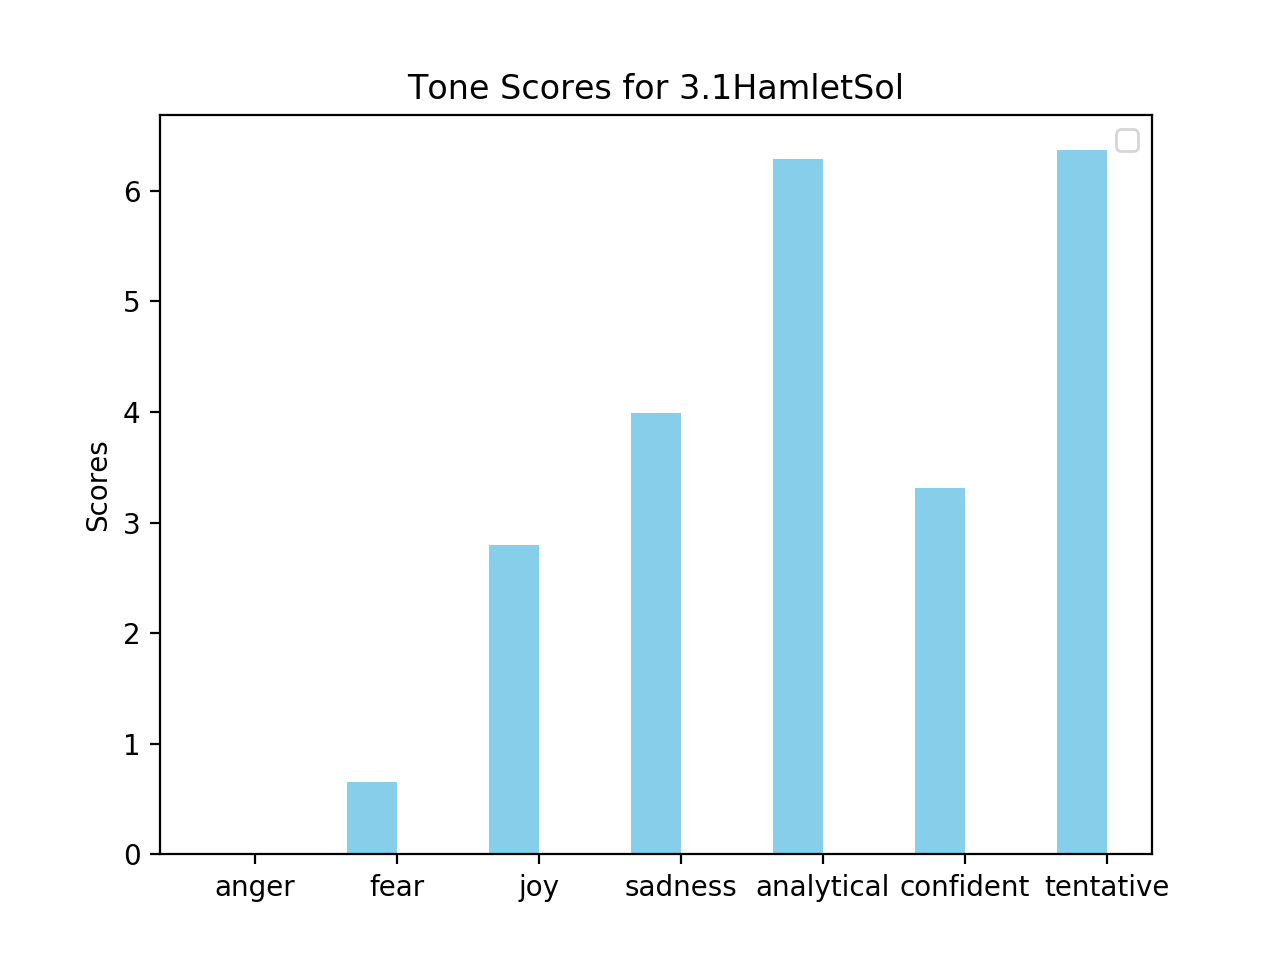 Tone Scores for 3.1HamletSol
6
5
4
3
2
1
0
Scores
anger fear joy sadness analytical confident tentative